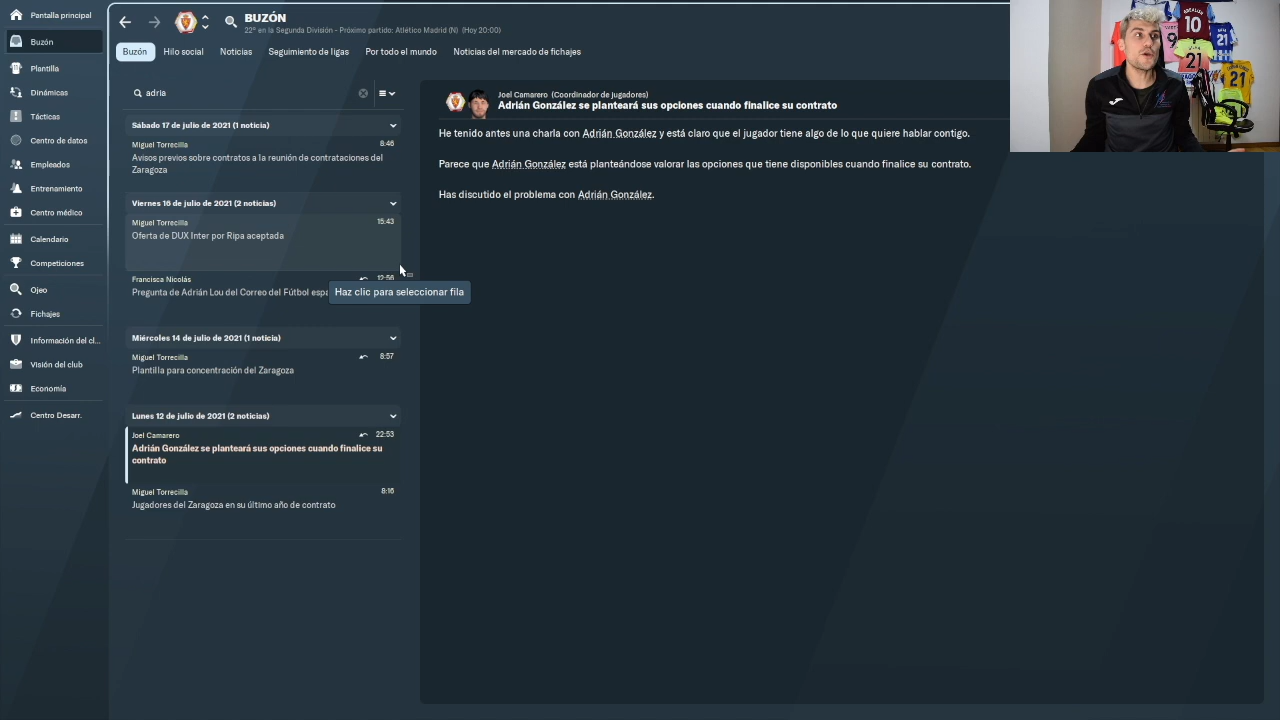 Pantalla principal
Buzón
Plantilla
Dinámicas
Tácticas
Centro de datos
Empleados
Entrenamiento
Centro médico
Calendario
Competiciones
Ojeo
Fichajes
Información del cl...
Visión del club
Economía
Centro Desarr.
BUZÓN
22º en la Segunda División - Próximo partido: Atlético Madrid (N) (Hoy 20:00)
Buzón Hilo social Noticias Seguimiento de ligas Por todo el mundo Noticias del mercado de fichajes
adria
Sábado 17 de julio de 2021 (1 noticia)
Miguel Torrecilla 8:46
Avisos previos sobre contratos a la reunión de contrataciones del
Zaragoza
Viernes 16 de julio de 2021 (2 noticias)
Miguel Torrecilla 15:43
Oferta de DUX Inter por Ripa aceptada
Francisca Nicolás 12:56
Pregunta de Adrián Lou del Correo del Fútbol espa
Haz clic para seleccionar fila
Miércoles 14 de julio de 2021 (1 noticia)
Miguel Torrecilla 8:57
Plantilla para concentración del Zaragoza
Lunes 12 de julio de 2021 (2 noticias)
Joel Camarero 22:53
Adrián González se planteará sus opciones cuando finalice su
contrato
Miguel Torrecilla 8:16
Jugadores del Zaragoza en su último año de contrato
Joel Camarero (Coordinador de jugadores)
Adrián González se planteará sus opciones cuando finalice su contrato
He tenido antes una charla con Adrián González y está claro que el jugador tiene algo de lo que quiere hablar contigo.
Parece que Adrián González está planteándose valorar las opciones que tiene disponibles cuando finalice su contrato.
Has discutido el problema con Adrián González.
10
9
21
21
21